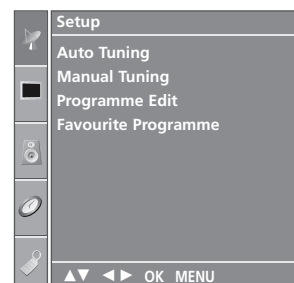 Setup
Auto Tuning
Manual Tuning
Programme Edit
Favourite Programme
▲▼ ◄► OK MENU